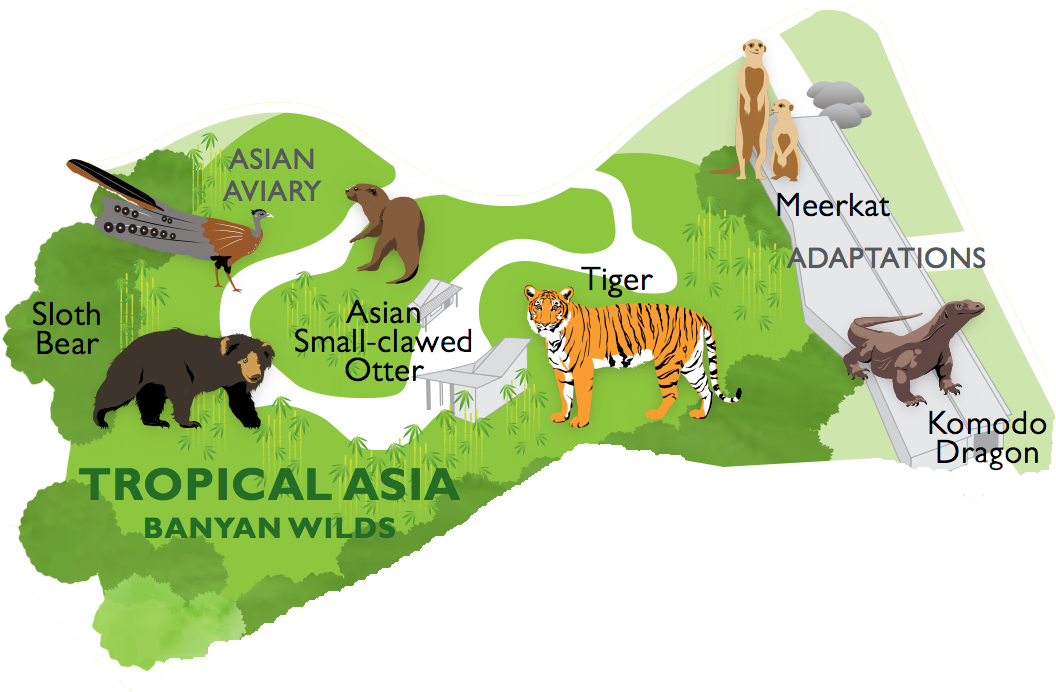 ASIAN
AVIARY
Meerkat
ADAPTATIONS
Tiger
Sloth
Bear
Asian
Small-clawed
Otter
Komodo
Dragon
TROPICAL ASIA
BANYAN WILDS